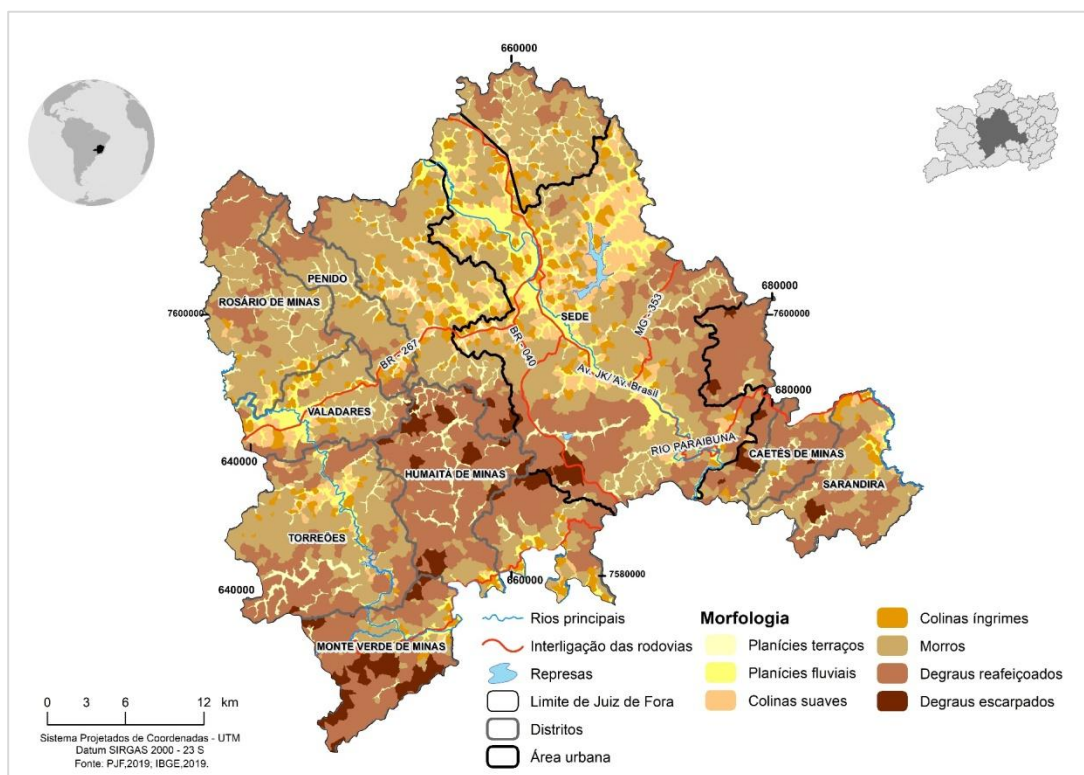 660000
PENIDO
ROSÁRIO DE MINAS
7600000
SEDE
MG - 353
680000
7600000
BR - 267
BR - 040
Av. JK/ Av. Brasil
680000
VALADARES
RIO PARAIBUNA
CAETÉS DE MINAS
640000
HUMAITÁ DE MINAS
SARANDIRA
TORREÕES
640000
660000
7580000
MONTE VERDE DE MINAS
Rios principais
Interligação das rodovias
Represas
Limite de Juiz de Fora
Distritos
Área urbana
Morfologia
Planícies terraços
Planícies fluviais
Colinas suaves
Colinas íngrimes
Morros
Degraus reafeiçoados
Degraus escarpados
0 3 6 12 km
Sistema Projetados de Coordenadas - UTM
Datum SIRGAS 2000 - 23 S
Fonte: PJF,2019; IBGE,2019.